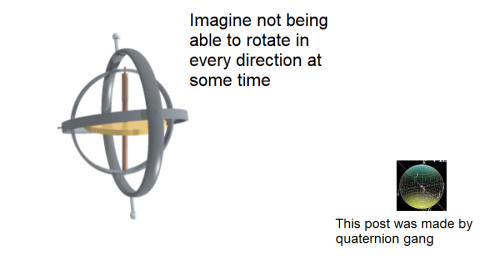 Imagine not being
able to rotate in
every direction at
some time
This post was made by
quaternion gang